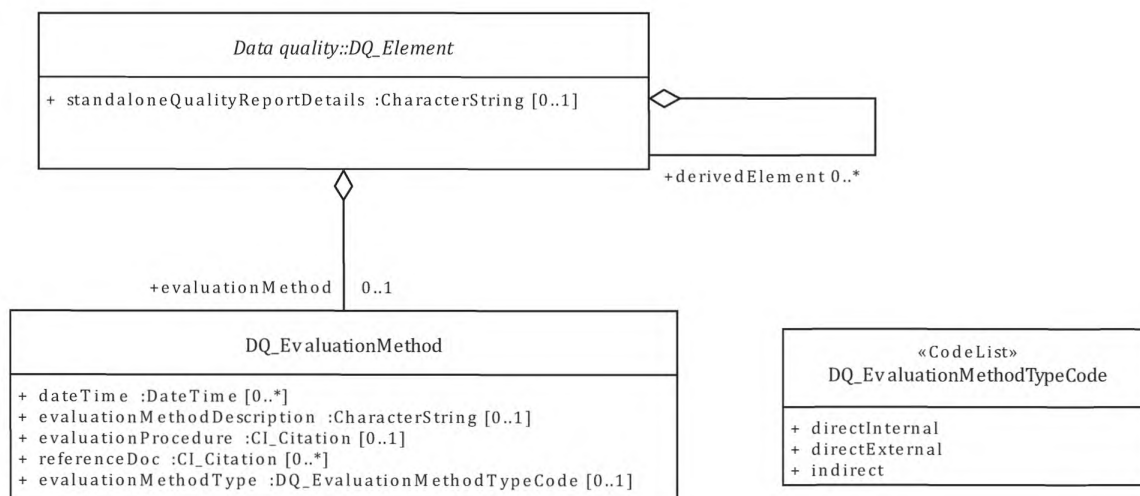 Data quality::DQ_Element
+ standaloneQualityReportDetails :CharacterString [0..1]
+derivedElement 0..*
+evaluationMethod 0..1
DQ_EvaluationMethod
+ dateTime :DateTime [0..*]
+ evaluationMethodDescription :CharacterString [0..1]
+ evaluationProcedure :CI_Citation [0..1]
+ referenceDoc :CI_Citation [0..*]
+ evaluationMethodType :DQ_EvaluationMethodTypeCode [0..1]
«CodeList»
DQ_EvaluationMethodTypeCode
+ directInternal
+ directExternal
+ indirect